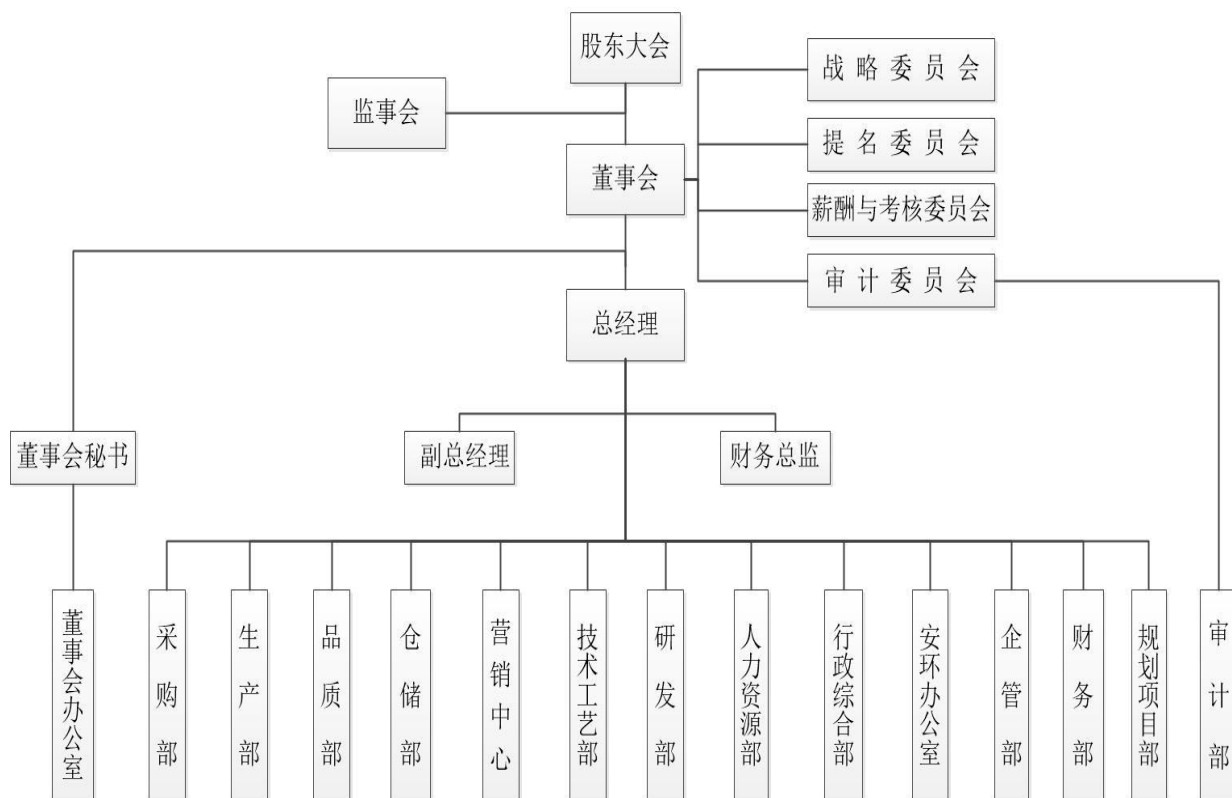 股东大会
监事会
董事会
战略委员会
提名委员会
薪酬与考核委员会
审计委员会
总经理
董事会秘书
副总经理
财务总监
董事会办公室
采购部
生产部
品质部
仓储部
营销中心
技术工艺部
研发部
人力资源部
行政综合部
安环办公室
企管部
财务部
规划项目部
审计部